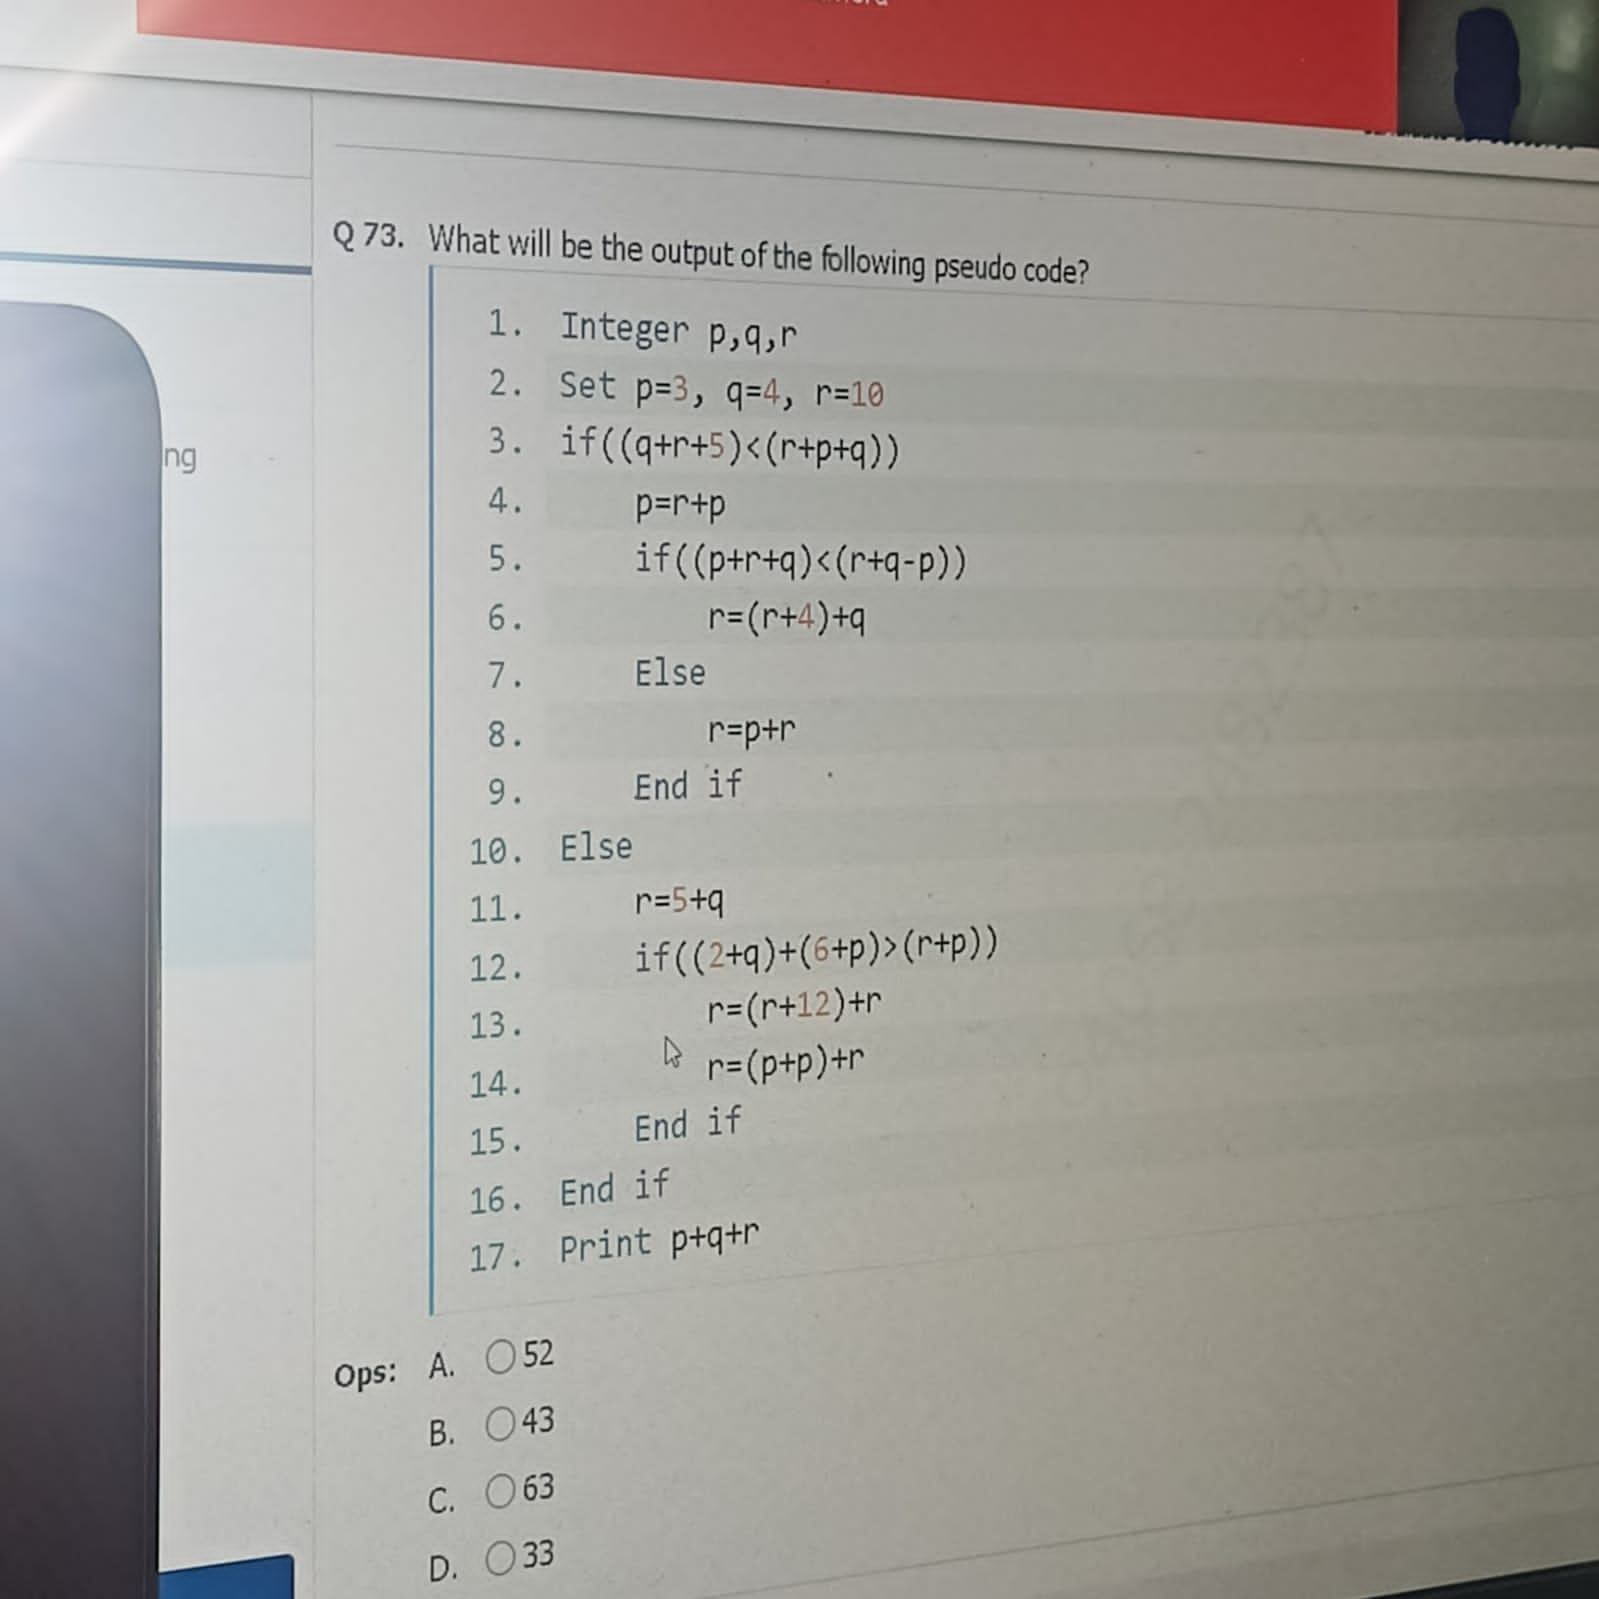 Q 73. What will be the output of the following pseudo code?
1. Integer p,q,r
2. Set p=3, q=4, r=10
3. if((q+r+5)<(r+p+q))
4. p=r+p
5. if((p+r+q)<(r+q-p))
6. r=(r+4)+q
7. Else
8. r=p+r
9. End if
10. Else
11. r=5+q
12. if((2+q)+(6+p)>(r+p))
13. r=(r+12)+r
14. r=(p+p)+r
15. End if
16. End if
17. Print p+q+r
ng
Ops: A. 52
B. 43
C. 63
D. 33